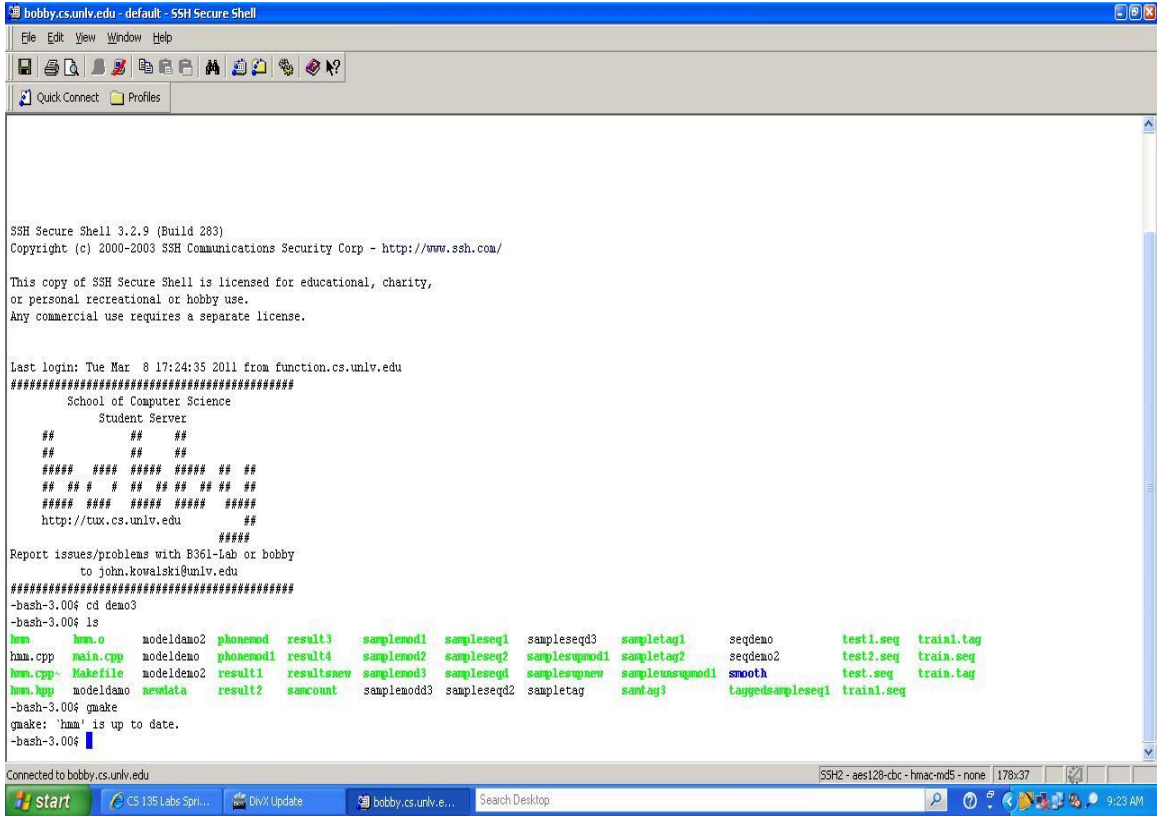 bobby.cs.unlv.edu - default - SSH Secure Shell
File Edit View Window Help
Quick Connect Profiles
SSH Secure Shell 3.2.9 (Build 283)
Copyright (c) 2000-2003 SSH Communications Security Corp - http://www.ssh.com/
This copy of SSH Secure Shell is licensed for educational, charity,
or personal recreational or hobby use.
Any commercial use requires a separate license.
Last login: Tue Mar  8 17:24:35 2011 from function.cs.unlv.edu
#############################################
School of Computer Science
Student Server
##            ##     ##
##            ##     ##
#####   ####  #####  #####  ##  ##
##  ## #   #  ##  ## ##  ## ##  ##
#####  ####   #####  #####   #####
http://tux.cs.unlv.edu          ##
#####
Report issues/problems with B361-Lab or bobby
to john.kowalski@unlv.edu
#############################################
-bash-3.00$ cd demo3
-bash-3.00$ ls
hmm hmm.o modeldamo2 phonemod result3 samplemod1 sampleseq1 sampleseqd3 sampletag1 seqdemo test1.seq train1.tag
hmm.cpp main.cpp modeldemo phonemod1 result4 samplemod2 sampleseq2 samplesupmod1 sampletag2 seqdemo2 test2.seq train.seq
hmm.cpp~ Makefile modeldemo2 result1 resultsnew samplemod3 sampleseqd samplesupnew sampleunsupmod1 smooth test.seq train.tag
hmm.hpp modeldamo newdata result2 samcount samplemodd3 sampleseqd2 sampletag samtag3 taggedsampleseq1 train1.seq
-bash-3.00$ gmake
gmake: `hmm' is up to date.
-bash-3.00$
Connected to bobby.cs.unlv.edu SSH2 - aes128-cbc - hmac-md5 - none 178x37
start CS 135 Labs Spri... DivX Update bobby.cs.unlv.e... Search Desktop 9:23 AM